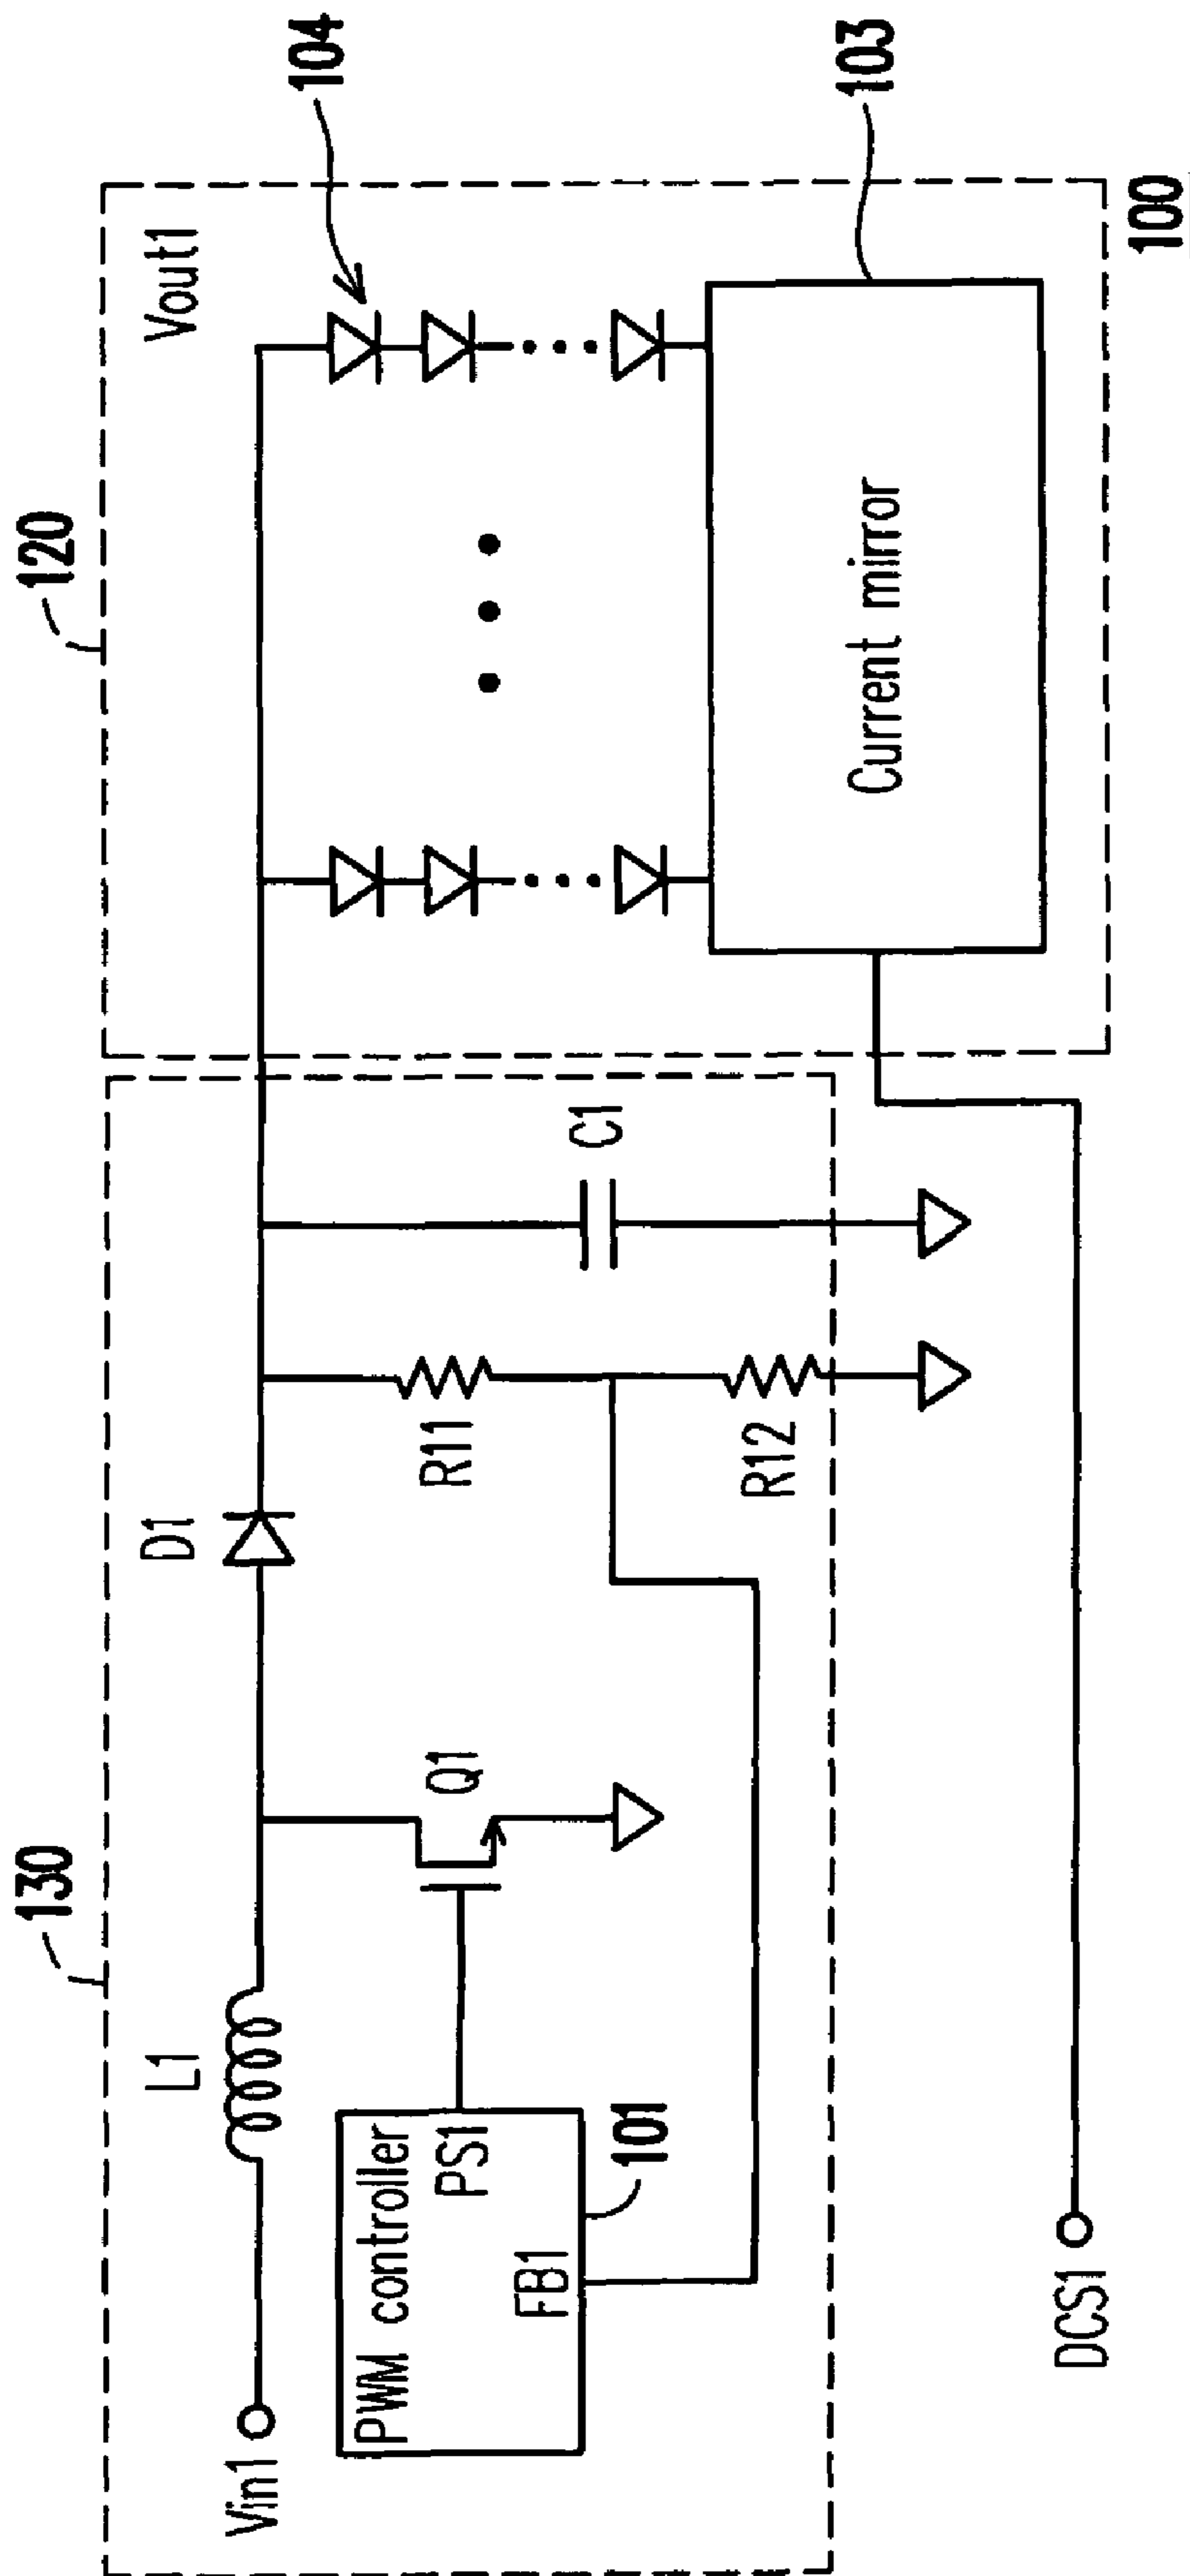 130
120
Vin1
L1
D1
Vout1
104
PWM controller
PS1
FB1
101
Q1
R11
R12
C1
Current mirror
103
DCS1
100